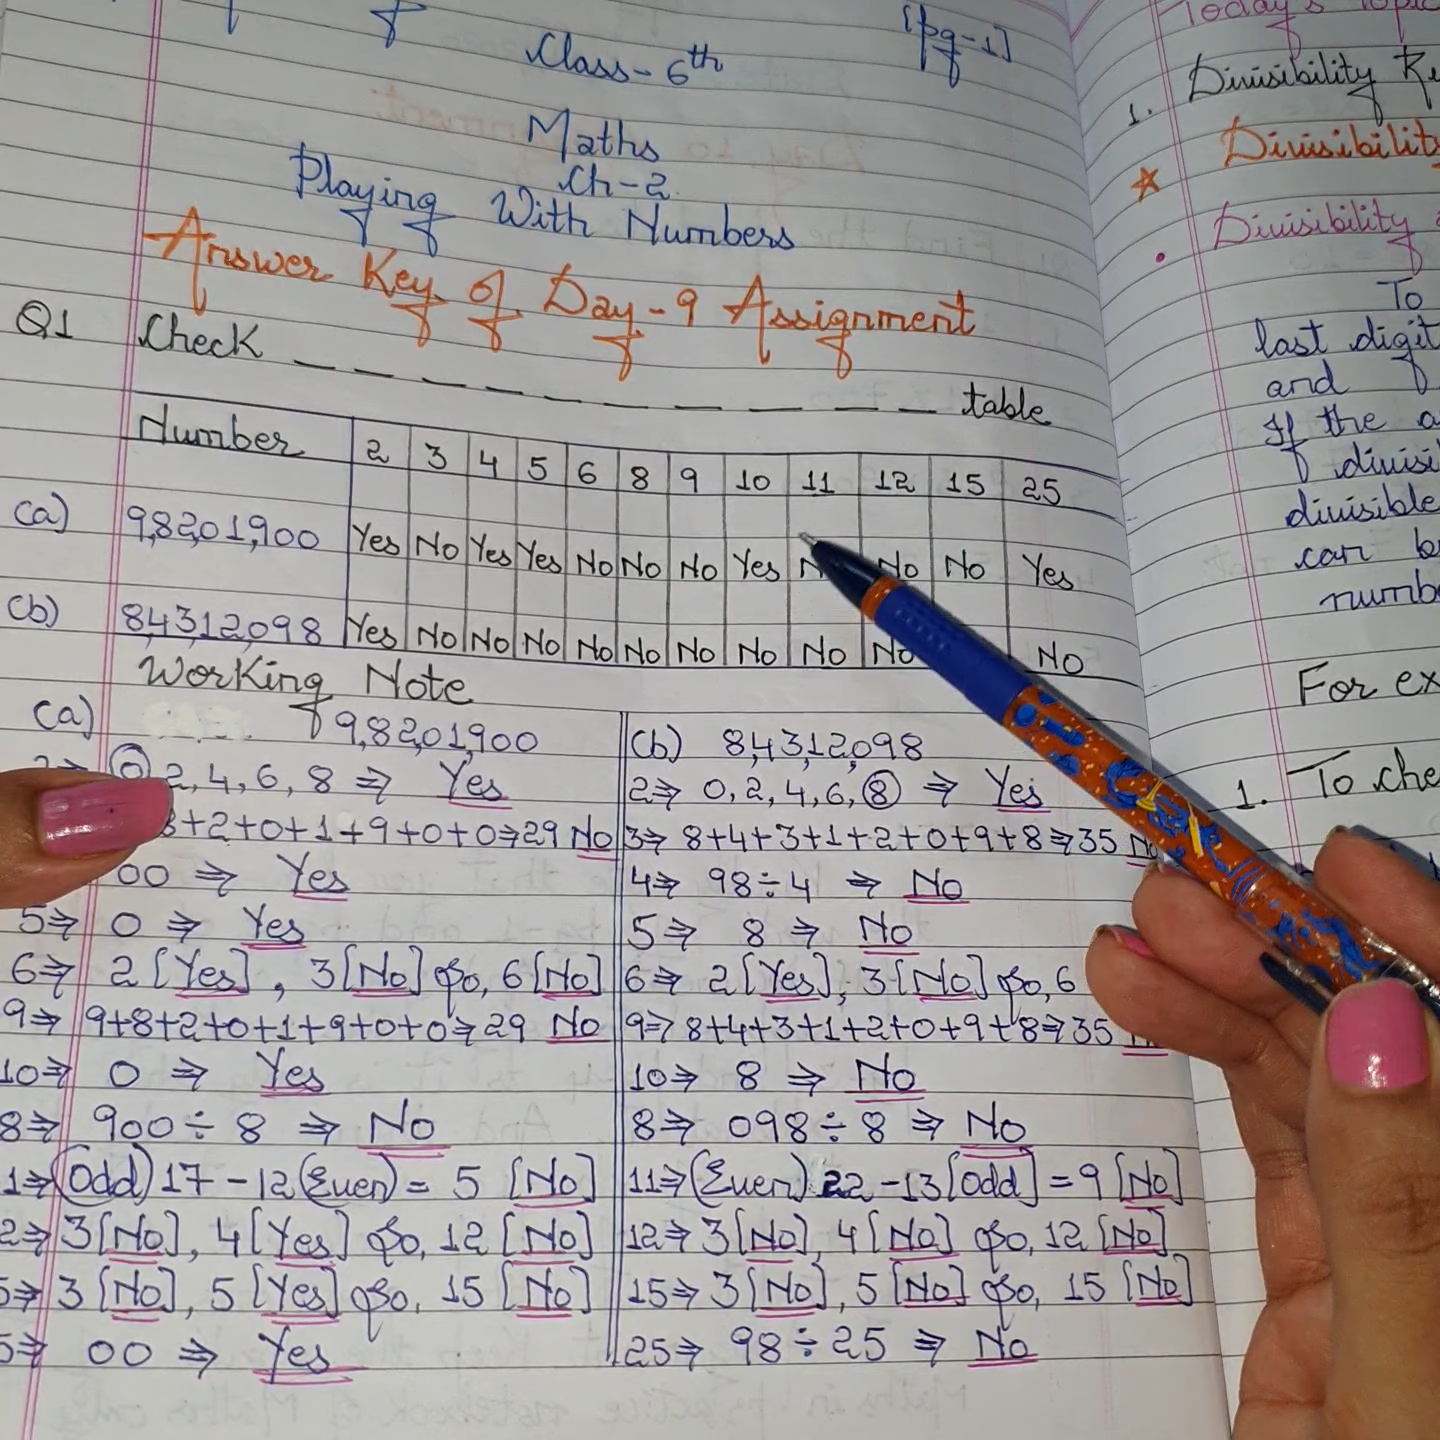 [pg-1]
Class-6th
Maths
Ch-2
Playing With Numbers
Answer Key of Day-9 Assignment
Q1 Check _ _ _ _ _ _ _ _ _ _ _ table
Number 2 3 4 5 6 8 9 10 11 12 15 25
(a) 9,82,01,900 Yes No Yes Yes No No No Yes No No Yes
(b) 8,43,12,098 Yes No No No No No No No No No No
Working Note
(a) 9,82,01,900
2, 4, 6, 8 ⇒ Yes
+2+0+1+9+0+0⇒29 No
00 ⇒ Yes
5⇒ 0 ⇒ Yes
6⇒ 2 [Yes], 3[No] so, 6[No]
9⇒ 9+8+2+0+1+9+0+0⇒29 No
10⇒ 0 ⇒ Yes
8⇒ 900÷8 ⇒ No
1⇒(Odd) 17-12(Even) = 5 [No]
2⇒ 3[No], 4[Yes] so, 12 [No]
5⇒ 3 [No], 5 [Yes] so, 15 [No]
5⇒ 00 ⇒ Yes
(b) 8,43,12,098
2⇒ 0, 2, 4, 6, 8 ⇒ Yes
3⇒ 8+4+3+1+2+0+9+8⇒35
4⇒ 98÷4 ⇒ No
5⇒ 8 ⇒ No
6⇒ 2 [Yes], 3[No] so, 6
9⇒ 8+4+3+1+2+0+9+8⇒35
10⇒ 8 ⇒ No
8⇒ 098÷8 ⇒ No
11⇒(Even) 22-13[Odd] = 9 [No]
12⇒ 3[No], 4[No] so, 12 [No]
15⇒ 3[No], 5[No] so, 15 [No]
25⇒ 98÷25 ⇒ No
Today's
1. Divisibility
Divisibility
Divisibility
To
last digit
and
If the
divisible
can
For
1. To